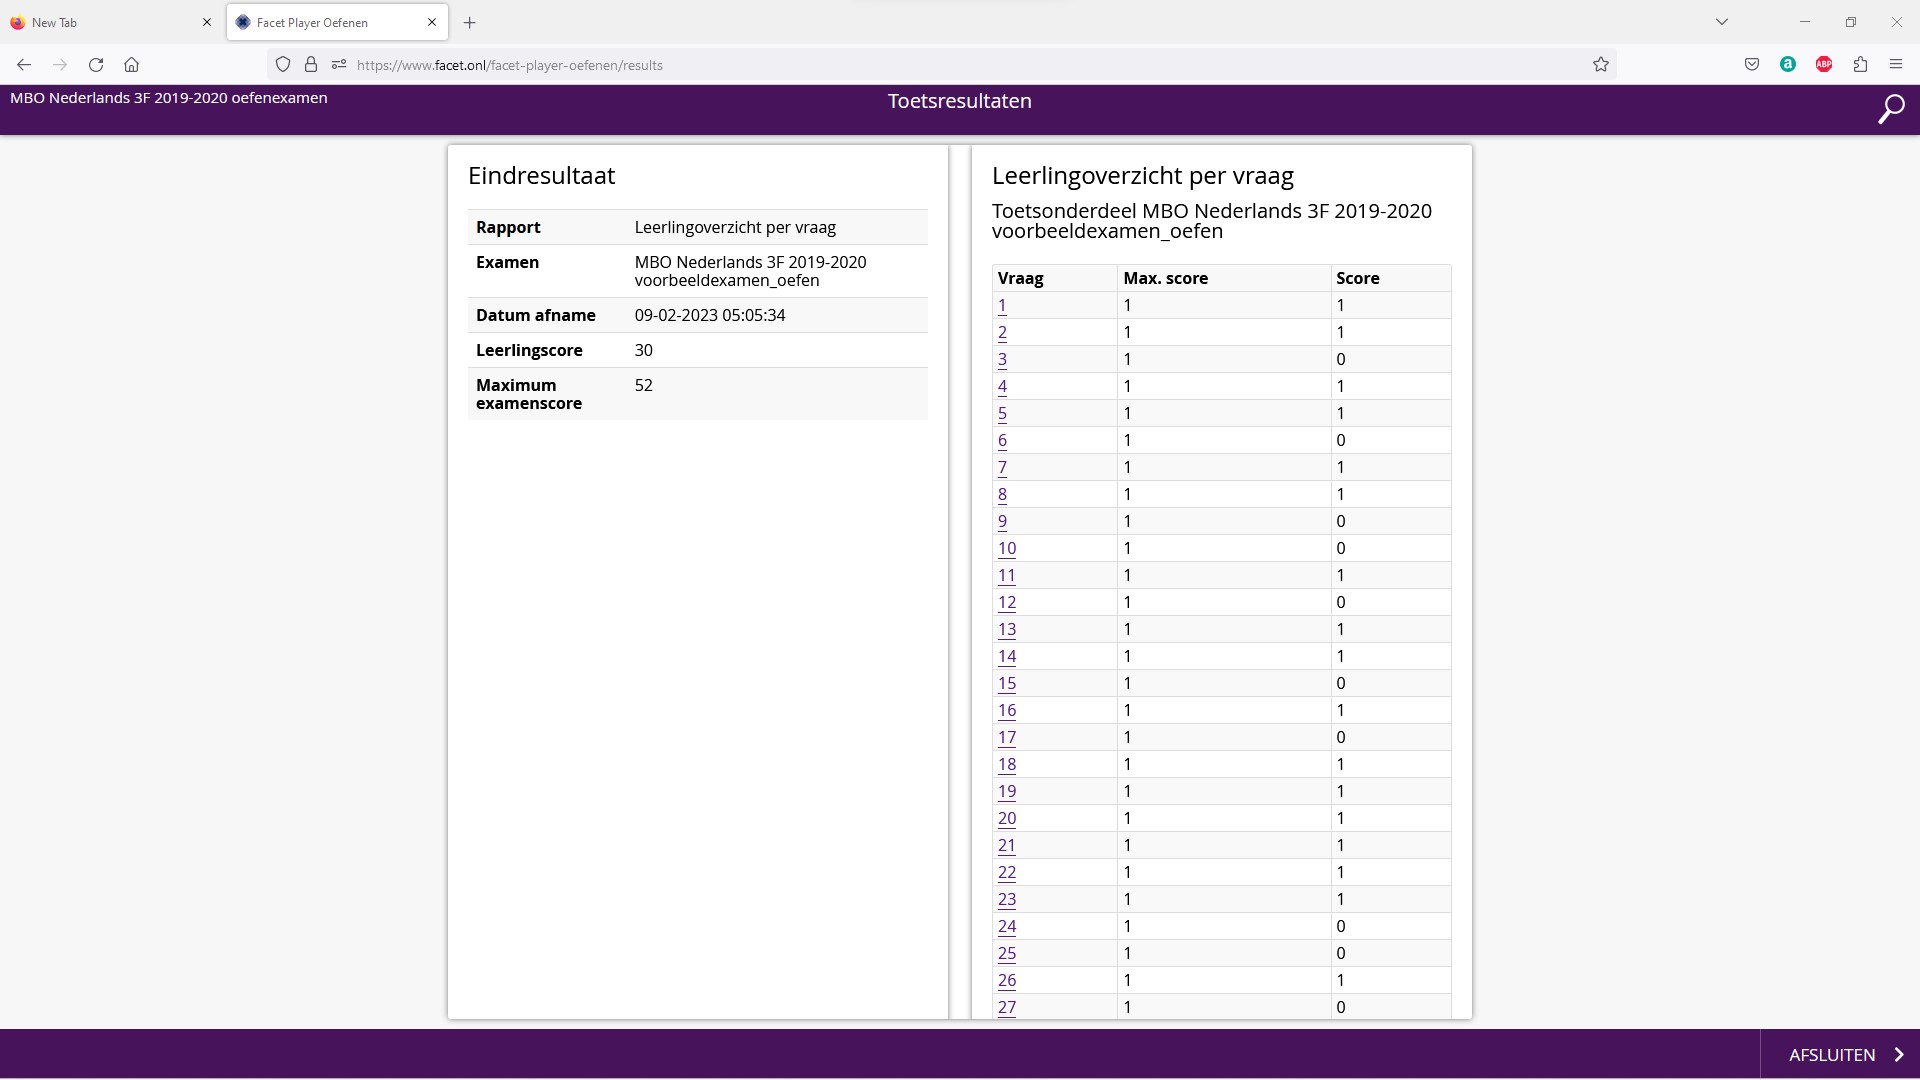 New Tab
Facet Player Oefenen
https://www.facet.onl/facet-player-oefenen/results
ABP
MBO Nederlands 3F 2019-2020 oefenexamen
Toetsresultaten
Eindresultaat
Rapport Leerlingoverzicht per vraag
Examen MBO Nederlands 3F 2019-2020
voorbeeldexamen_oefen
Datum afname 09-02-2023 05:05:34
Leerlingscore 30
Maximum 52
examenscore
Leerlingoverzicht per vraag
Toetsonderdeel MBO Nederlands 3F 2019-2020
voorbeeldexamen_oefen
Vraag Max. score Score
1 1 1
2 1 1
3 1 0
4 1 1
5 1 1
6 1 0
7 1 1
8 1 1
9 1 0
10 1 0
11 1 1
12 1 0
13 1 1
14 1 1
15 1 0
16 1 1
17 1 0
18 1 1
19 1 1
20 1 1
21 1 1
22 1 1
23 1 1
24 1 0
25 1 0
26 1 1
27 1 0
AFSLUITEN